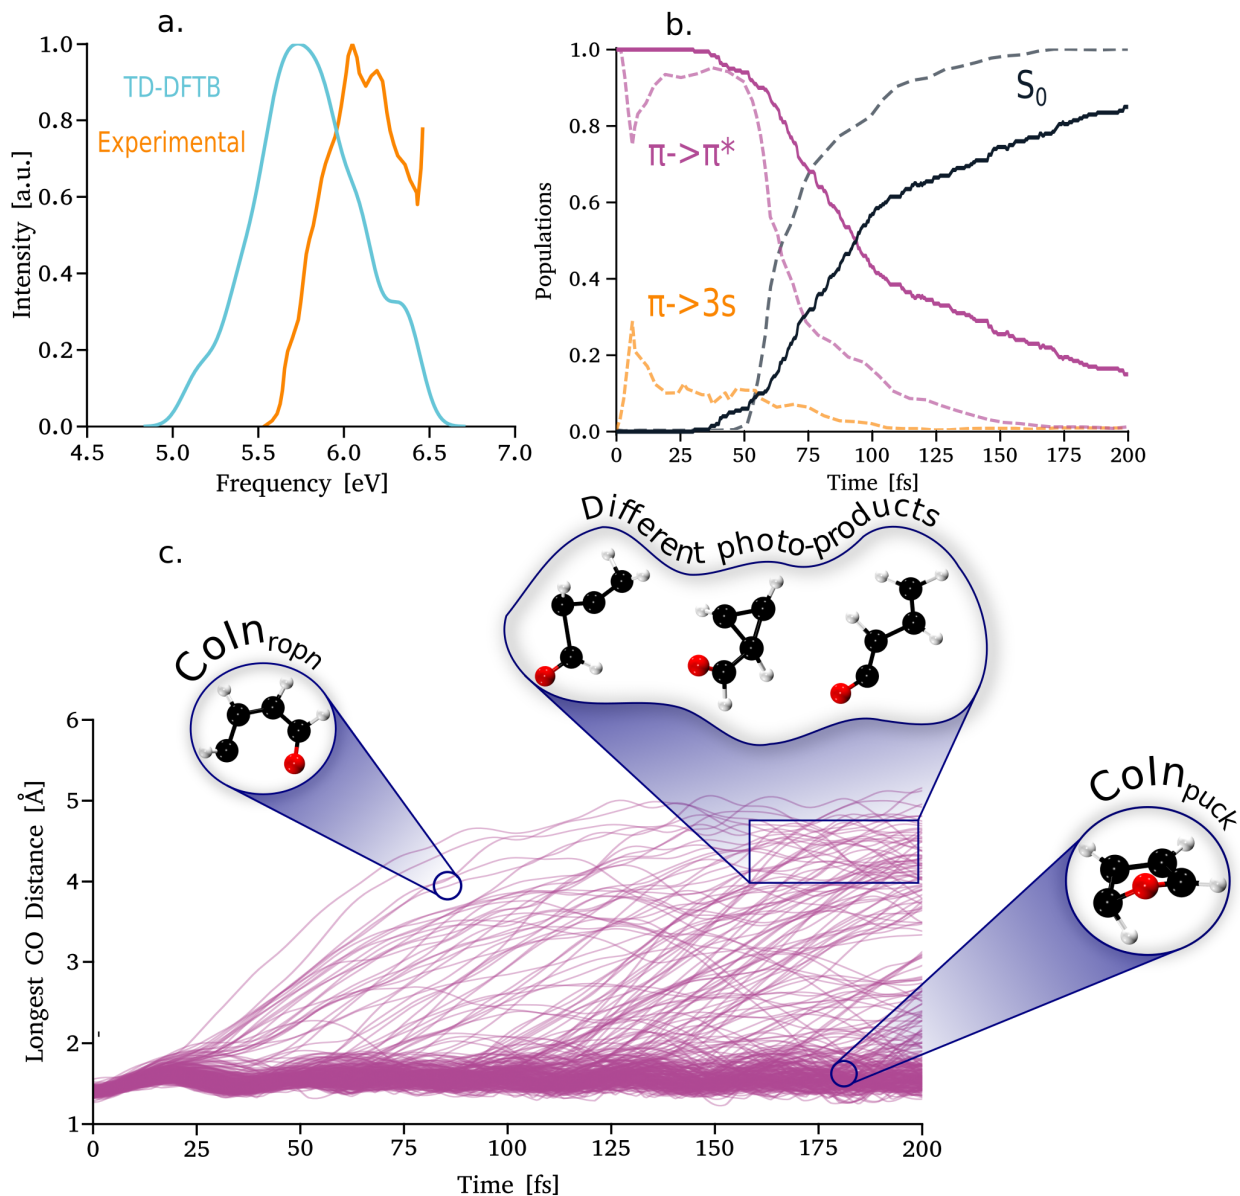 a.
1.0
0.8
0.6
0.4
0.2
0.0
Intensity [a.u.]
TD-DFTB
Experimental
4.5 5.0 5.5 6.0 6.5 7.0
Frequency [eV]
b.
1.0
0.8
0.6
0.4
0.2
0.0
Populations
S0
π->π*
π->3s
0 25 50 75 100 125 150 175 200
Time [fs]
c.
Different photo-products
CoIn ropn
CoIn puck
6
5
4
3
2
1
Longest CO Distance [Å]
0 25 50 75 100 125 150 175 200
Time [fs]